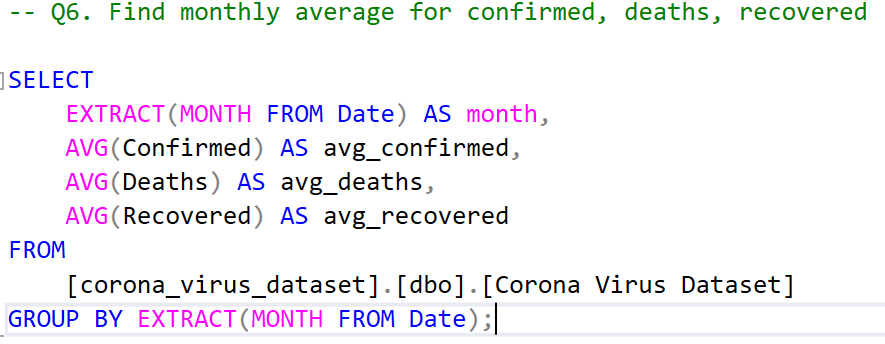 -- Q6. Find monthly average for confirmed, deaths, recovered
SELECT
EXTRACT(MONTH FROM Date) AS month,
AVG(Confirmed) AS avg_confirmed,
AVG(Deaths) AS avg_deaths,
AVG(Recovered) AS avg_recovered
FROM
[corona_virus_dataset].[dbo].[Corona Virus Dataset]
GROUP BY EXTRACT(MONTH FROM Date);